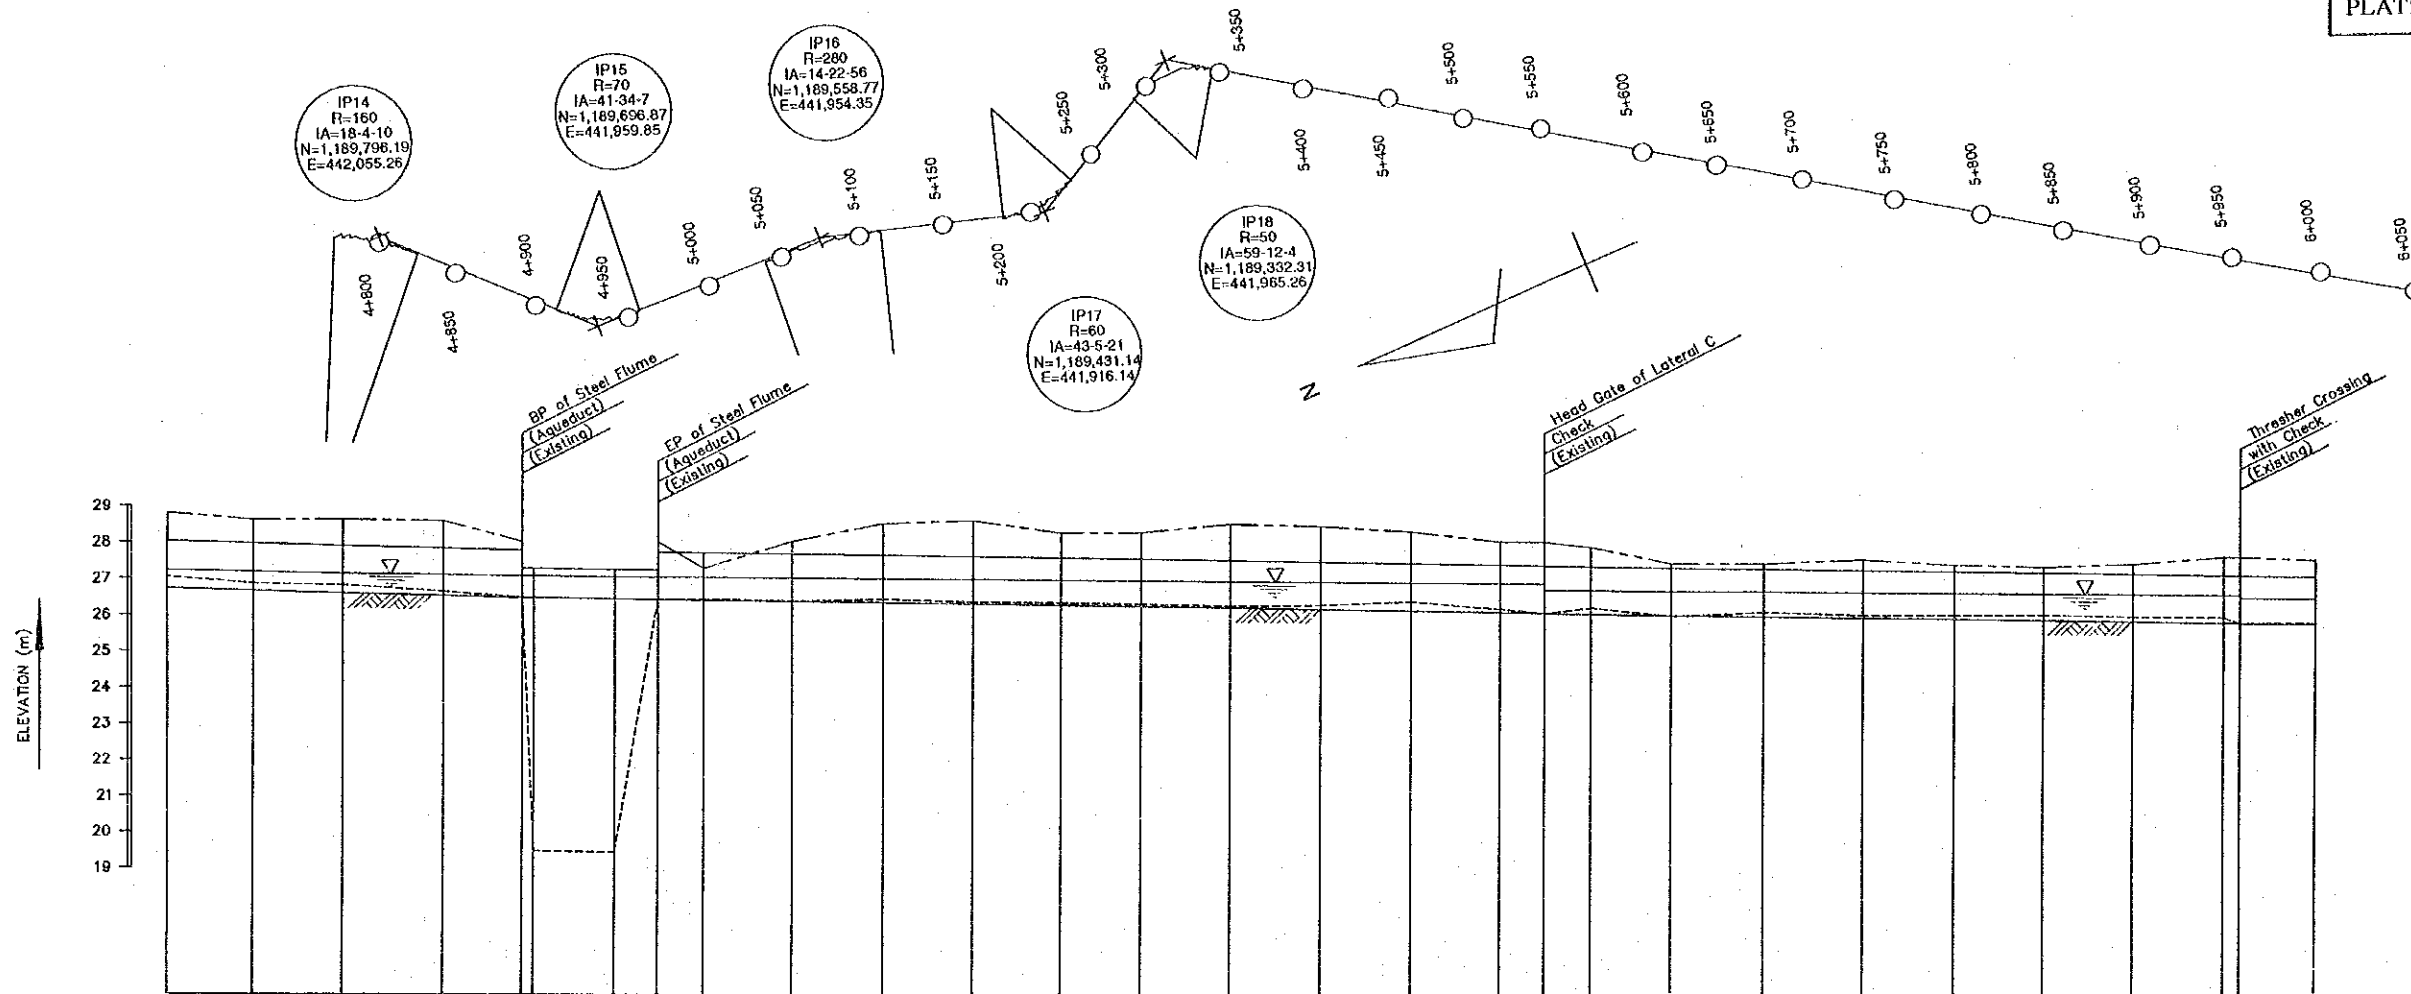 IP14
R=160
IA=18-4-10
N=1,189,796.19
E=442,055.26
IP15
R=70
IA=41-34-7
N=1,189,696.87
E=441,959.85
IP16
R=280
IA=14-22-56
N=1,189,558.77
E=441,954.35
IP17
R=60
IA=43-5-21
N=1,189,431.14
E=441,916.14
IP18
R=50
IA=59-12-4
N=1,189,332.31
E=441,965.26
4+800
4+850
4+900
4+950
5+000
5+050
5+100
5+150
5+200
5+250
5+300
5+350
5+400
5+450
5+500
5+550
5+600
5+650
5+700
5+750
5+800
5+850
5+900
5+950
6+000
6+050
N
BP of Steel Flume
(Aqueduct)
(Existing)
EP of Steel Flume
(Aqueduct)
(Existing)
Head Gate of Lateral C
Check
(Existing)
Thresher Crossing
with Check
(Existing)
ELEVATION (m)
29
28
27
26
25
24
23
22
21
20
19